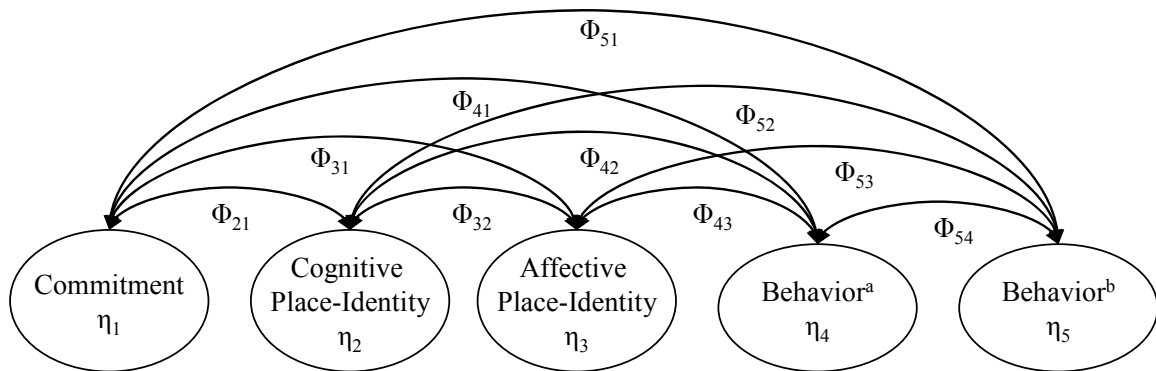 Φ51
Φ41
Φ52
Φ31
Φ42
Φ53
Φ21
Φ32
Φ43
Φ54
Commitment
η1
Cognitive
Place-Identity
η2
Affective
Place-Identity
η3
Behaviorᵃ
η4
Behaviorᵇ
η5